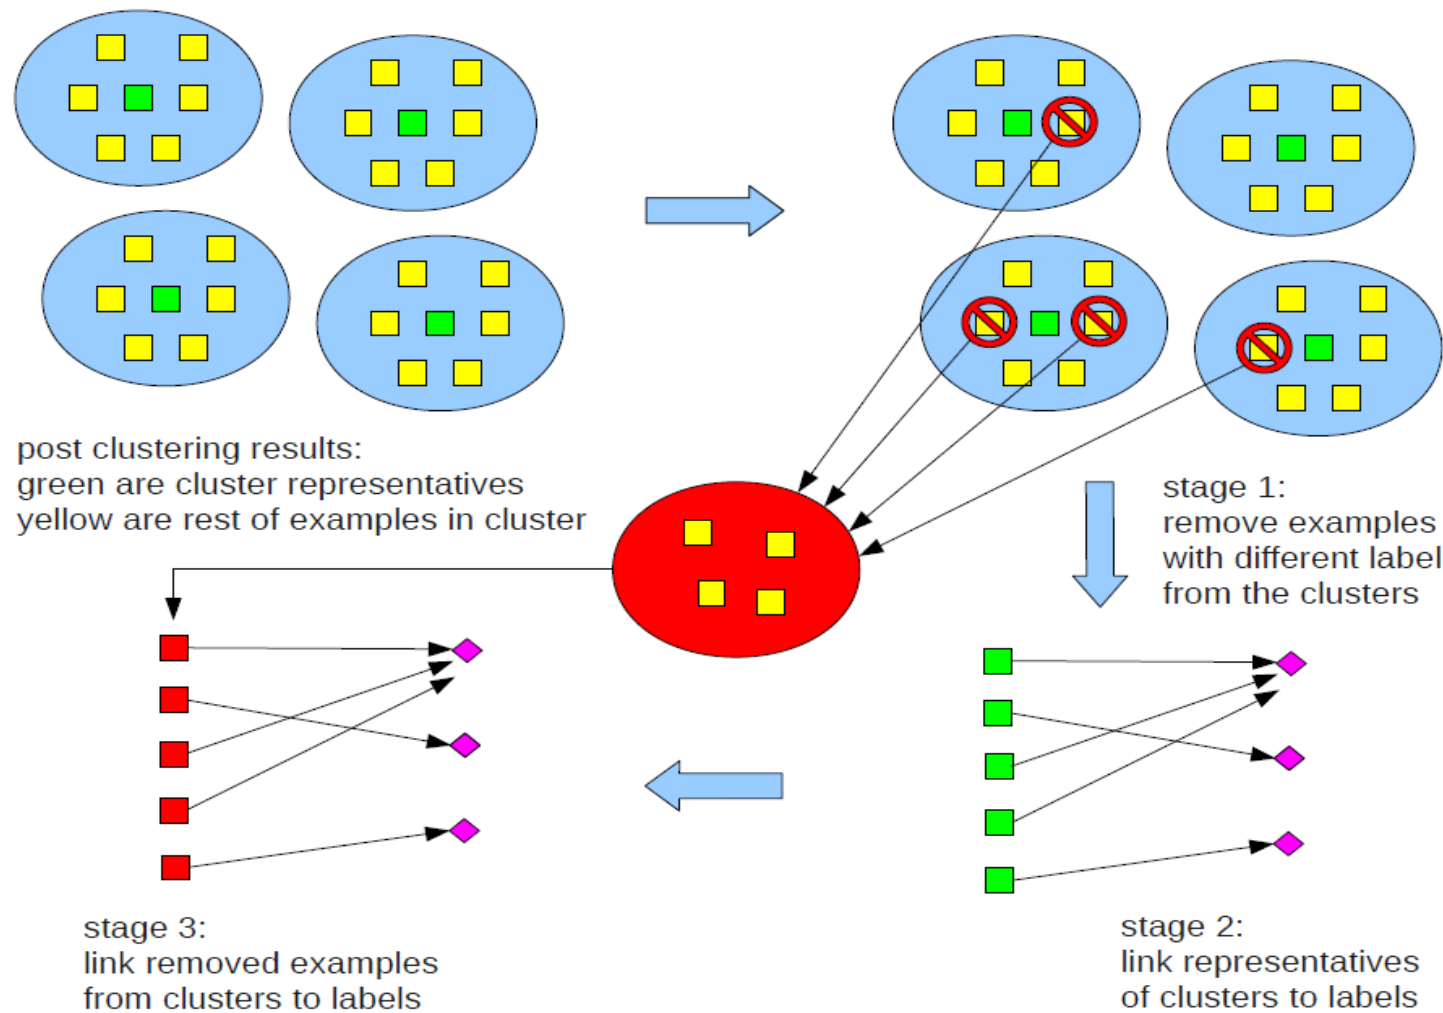 post clustering results:
green are cluster representatives
yellow are rest of examples in cluster
stage 1:
remove examples
with different label
from the clusters
stage 2:
link representatives
of clusters to labels
stage 3:
link removed examples
from clusters to labels